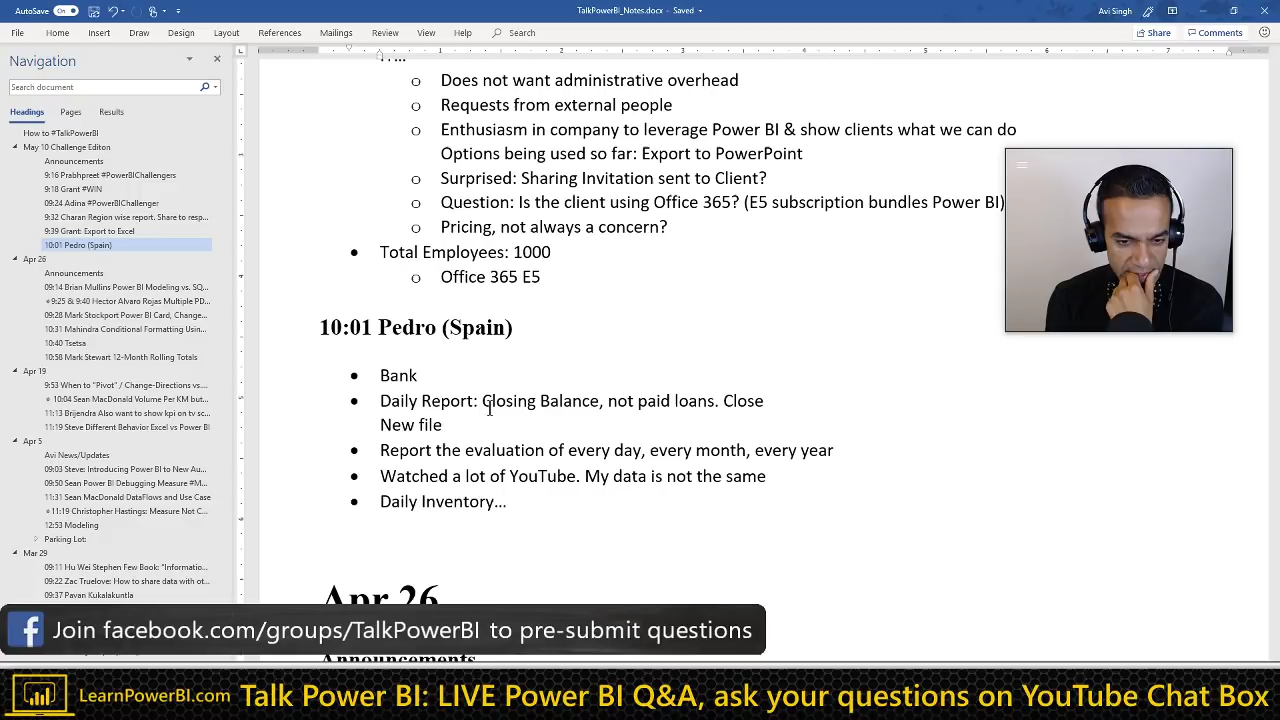 AutoSave
On
TalkPowerBI_Notes.docx - Saved
Avi Singh
File Home Insert Draw Design Layout References Mailings Review View Help Search
Share Comments
Navigation
Search document
Headings Pages Results
How to #TalkPowerBI
May 10 Challenge Editon
Announcements
9:16 Prabhpreet #PowerBIChallengers
9:18 Grant #WIN
09:24 Adina #PowerBIChallenger
9:32 Charan Region wise report. Share to resp...
9:39 Grant: Export to Excel
10:01 Pedro (Spain)
Apr 26
Announcements
09:14 Brian Mullins Power BI Modeling vs. SQ...
*9:25 & 9:40 Hector Alvaro Rojas Multiple PD...
09:28 Mark Stockport Power BI Card, Change...
10:31 Mahindra Conditional Formatting Usin...
10:40 Tsetsa
10:58 Mark Stewart 12-Month Rolling Totals
Apr 19
9:53 When to "Pivot" / Change-Directions vs....
* 10:04 Sean MacDonald Volume Per KM but...
11:13 Brijendra Also want to show kpi on tv sc...
11:27 Steve Different Behavior Excel vs Power BI
Apr 5
Avi News/Updates
09:03 Steve: Introducing Power BI to New Au...
09:50 Sean Power BI Debugging Measure #M...
11:31 Sean MacDonald DataFlows and Use Case
*11:19 Christopher Hastings: Measure Not C...
12:53 Modeling
Parking Lot:
Mar 29
09:11 Hu Wei Stephen Few Book: "Informatio...
09:22 Zac Truelove: How to share data with ot...
09:37 Pavan Kukalakuntla
o Does not want administrative overhead
o Requests from external people
o Enthusiasm in company to leverage Power BI & show clients what we can do
Options being used so far: Export to PowerPoint
o Surprised: Sharing Invitation sent to Client?
o Question: Is the client using Office 365? (E5 subscription bundles Power BI)
o Pricing, not always a concern?
• Total Employees: 1000
o Office 365 E5
10:01 Pedro (Spain)
• Bank
• Daily Report: Closing Balance, not paid loans. Close
New file
• Report the evaluation of every day, every month, every year
• Watched a lot of YouTube. My data is not the same
• Daily Inventory...
Apr 26
Announcements
Join facebook.com/groups/TalkPowerBI to pre-submit questions
LearnPowerBI.com Talk Power BI: LIVE Power BI Q&A, ask your questions on YouTube Chat Box